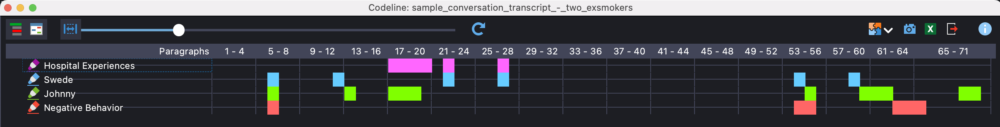 Codeline: sample_conversation_transcript_-_two_exsmokers
X i
Paragraphs 1 - 4 5 - 8 9 - 12 13 - 16 17 - 20 21 - 24 25 - 28 29 - 32 33 - 36 37 - 40 41 - 44 45 - 48 49 - 52 53 - 56 57 - 60 61 - 64 65 - 71
Hospital Experiences
Swede
Johnny
Negative Behavior